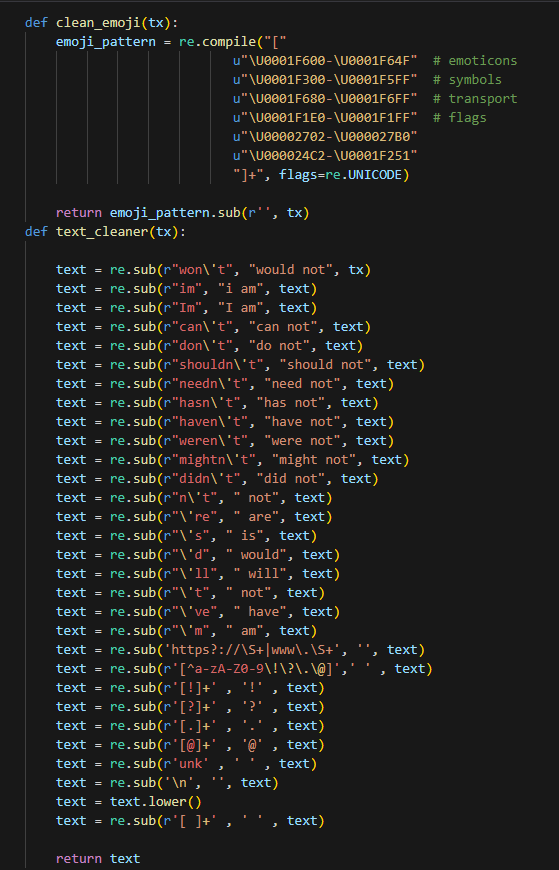 def clean_emoji(tx):
    emoji_pattern = re.compile("["
                           u"\U0001F600-\U0001F64F"  # emoticons
                           u"\U0001F300-\U0001F5FF"  # symbols
                           u"\U0001F680-\U0001F6FF"  # transport
                           u"\U0001F1E0-\U0001F1FF"  # flags
                           u"\U00002702-\U000027B0"
                           u"\U000024C2-\U0001F251"
                           "]+", flags=re.UNICODE)

    return emoji_pattern.sub(r'', tx)
def text_cleaner(tx):

    text = re.sub(r"won\'t", "would not", tx)
    text = re.sub(r"im", "i am", text)
    text = re.sub(r"Im", "I am", text)
    text = re.sub(r"can\'t", "can not", text)
    text = re.sub(r"don\'t", "do not", text)
    text = re.sub(r"shouldn\'t", "should not", text)
    text = re.sub(r"needn\'t", "need not", text)
    text = re.sub(r"hasn\'t", "has not", text)
    text = re.sub(r"haven\'t", "have not", text)
    text = re.sub(r"weren\'t", "were not", text)
    text = re.sub(r"mightn\'t", "might not", text)
    text = re.sub(r"didn\'t", "did not", text)
    text = re.sub(r"n\'t", " not", text)
    text = re.sub(r"\'re", " are", text)
    text = re.sub(r"\'s", " is", text)
    text = re.sub(r"\'d", " would", text)
    text = re.sub(r"\'ll", " will", text)
    text = re.sub(r"\'t", " not", text)
    text = re.sub(r"\'ve", " have", text)
    text = re.sub(r"\'m", " am", text)
    text = re.sub('https?://\S+|www\.\S+', '', text)
    text = re.sub(r'[^a-zA-Z0-9\!\?\.\@]',' ' , text)
    text = re.sub(r'[!]+' , '!' , text)
    text = re.sub(r'[?]+' , '?' , text)
    text = re.sub(r'[.]+' , '.' , text)
    text = re.sub(r'[@]+' , '@' , text)
    text = re.sub(r'unk' , ' ' , text)
    text = re.sub('\n', '', text)
    text = text.lower()
    text = re.sub(r'[ ]+' , ' ' , text)

    return text